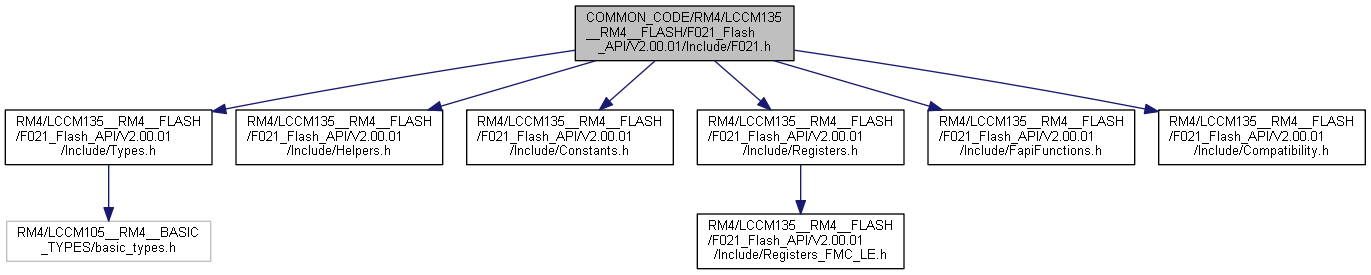 COMMON_CODE/RM4/LCCM135
__RM4__FLASH/F021_Flash
_API/V2.00.01/Include/F021.h
RM4/LCCM135__RM4__FLASH
/F021_Flash_API/V2.00.01
/Include/Types.h
RM4/LCCM135__RM4__FLASH
/F021_Flash_API/V2.00.01
/Include/Helpers.h
RM4/LCCM135__RM4__FLASH
/F021_Flash_API/V2.00.01
/Include/Constants.h
RM4/LCCM135__RM4__FLASH
/F021_Flash_API/V2.00.01
/Include/Registers.h
RM4/LCCM135__RM4__FLASH
/F021_Flash_API/V2.00.01
/Include/FapiFunctions.h
RM4/LCCM135__RM4__FLASH
/F021_Flash_API/V2.00.01
/Include/Compatibility.h
RM4/LCCM105__RM4__BASIC
_TYPES/basic_types.h
RM4/LCCM135__RM4__FLASH
/F021_Flash_API/V2.00.01
/Include/Registers_FMC_LE.h